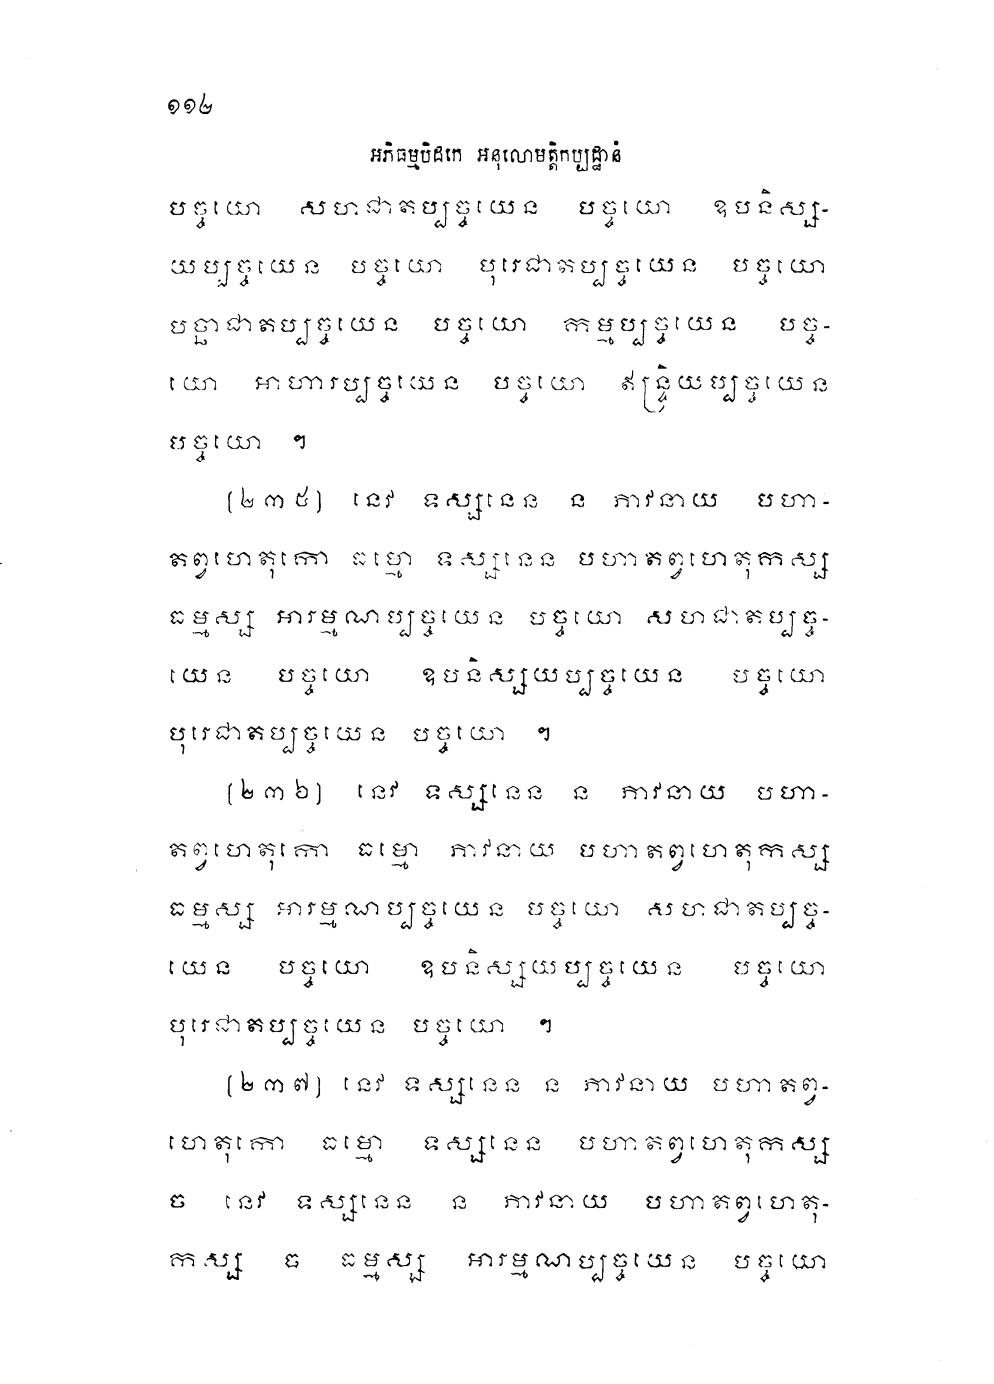 ១១៤
អភិធម្មបិដកេ អនុលោមត្តិកប្បដ្ឋានំ
បច្ចយោ សហជាតប្បច្ចយេន បច្ចយោ ឧបនិស្ស-
យប្បច្ចយេន បច្ចយោ បុរេជាតប្បច្ចយេន បច្ចយោ
បច្ឆាជាតប្បច្ចយេន បច្ចយោ កម្មប្បច្ចយេន បច្ច-
យោ អាហារប្បច្ចយេន បច្ចយោ ឥន្ទ្រិយប្បច្ចយេន
បច្ចយោ ។
(២៣៥) នេវ ទស្សនេន ន ភាវនាយ បហា-
តព្វហេតុកោ ធម្មោ ទស្សនេន បហាតព្វហេតុកស្ស
ធម្មស្ស អារម្មណប្បច្ចយេន បច្ចយោ សហជាតប្បច្ច-
យេន បច្ចយោ ឧបនិស្សយប្បច្ចយេន បច្ចយោ
បុរេជាតប្បច្ចយេន បច្ចយោ ។
(២៣៦) នេវ ទស្សនេន ន ភាវនាយ បហា-
តព្វហេតុកោ ធម្មោ ភាវនាយ បហាតព្វហេតុកស្ស
ធម្មស្ស អារម្មណប្បច្ចយេន បច្ចយោ សហជាតប្បច្ច-
យេន បច្ចយោ ឧបនិស្សយប្បច្ចយេន បច្ចយោ
បុរេជាតប្បច្ចយេន បច្ចយោ ។
(២៣៧) នេវ ទស្សនេន ន ភាវនាយ បហាតព្វ-
ហេតុកោ ធម្មោ ទស្សនេន បហាតព្វហេតុកស្ស
ច នេវ ទស្សនេន ន ភាវនាយ បហាតព្វហេតុ-
កស្ស ច ធម្មស្ស អារម្មណប្បច្ចយេន បច្ចយោ